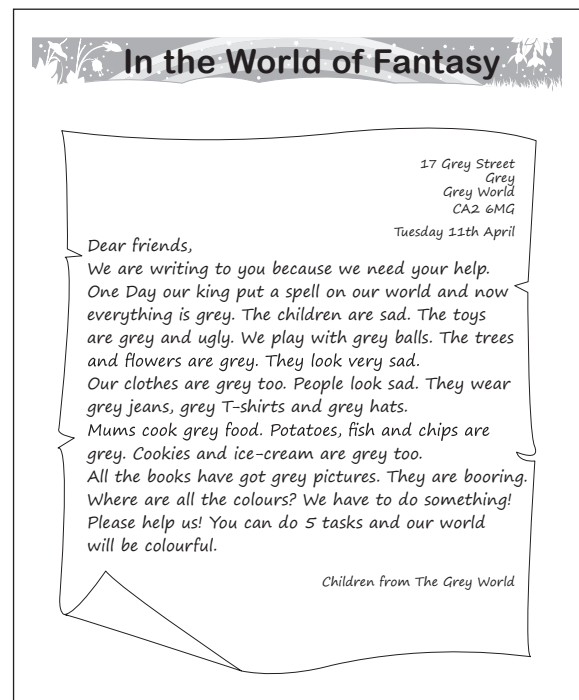 In the World of Fantasy
17 Grey Street
Grey
Grey World
CA2 6MG
Tuesday 11th April
Dear friends,
We are writing to you because we need your help.
One Day our king put a spell on our world and now
everything is grey. The children are sad. The toys
are grey and ugly. We play with grey balls. The trees
and flowers are grey. They look very sad.
Our clothes are grey too. People look sad. They wear
grey jeans, grey T-shirts and grey hats.
Mums cook grey food. Potatoes, fish and chips are
grey. Cookies and ice-cream are grey too.
All the books have got grey pictures. They are booring.
Where are all the colours? We have to do something!
Please help us! You can do 5 tasks and our world
will be colourful.
Children from The Grey World